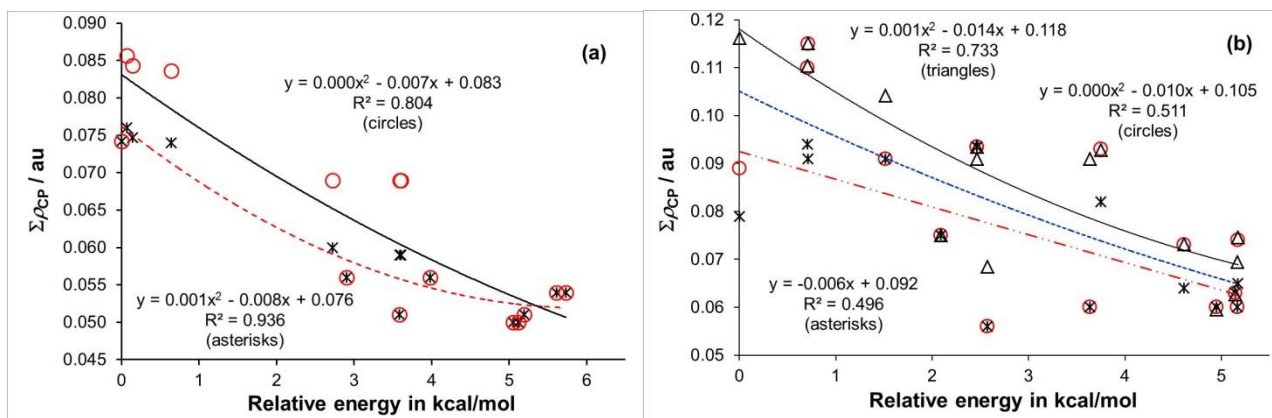 (a)
0.090
0.085
0.080
0.075
0.070
0.065
0.060
0.055
0.050
0.045
ΣρCP / au
y = 0.000x² - 0.007x + 0.083
R² = 0.804
(circles)
y = 0.001x² - 0.008x + 0.076
R² = 0.936
(asterisks)
0 1 2 3 4 5 6
Relative energy in kcal/mol
(b)
0.12
0.11
0.10
0.09
0.08
0.07
0.06
0.05
ΣρCP / au
y = 0.001x² - 0.014x + 0.118
R² = 0.733
(triangles)
y = 0.000x² - 0.010x + 0.105
R² = 0.511
(circles)
y = -0.006x + 0.092
R² = 0.496
(asterisks)
0 1 2 3 4 5
Relative energy in kcal/mol